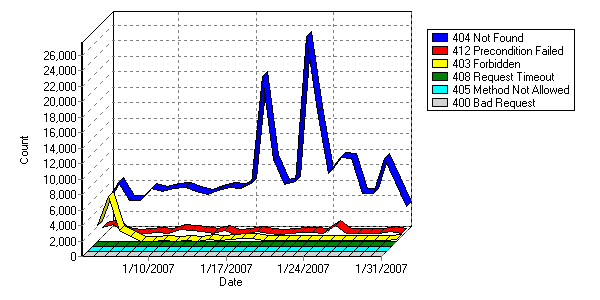 404 Not Found
412 Precondition Failed
403 Forbidden
408 Request Timeout
405 Method Not Allowed
400 Bad Request
Count
26,000
24,000
22,000
20,000
18,000
16,000
14,000
12,000
10,000
8,000
6,000
4,000
2,000
0
1/10/2007 1/17/2007 1/24/2007 1/31/2007
Date